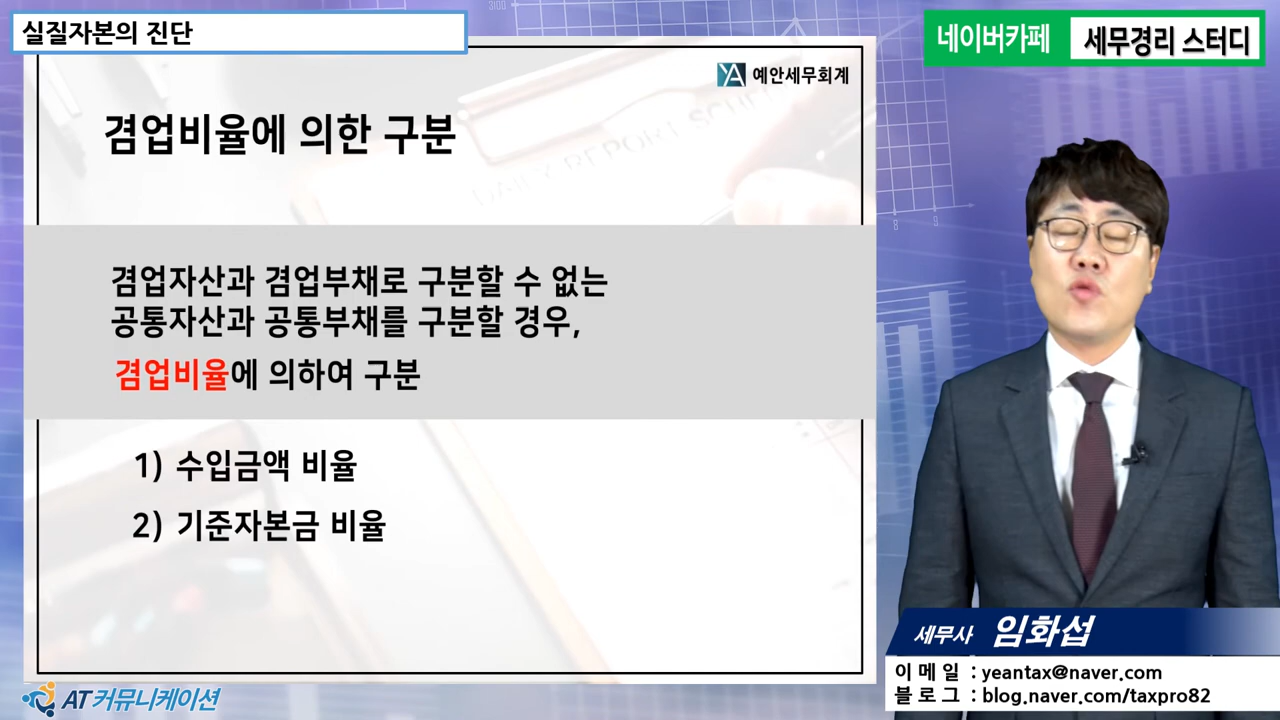 실질자본의 진단
네이버카페 세무경리 스터디
YA 예안세무회계
겸업비율에 의한 구분
DAILY REPORT
겸업자산과 겸업부채로 구분할 수 없는
공통자산과 공통부채를 구분할 경우,
겸업비율에 의하여 구분
1) 수입금액 비율
2) 기준자본금 비율
8 9
세무사 임화섭
이 메 일 : yeantax@naver.com
블 로 그 : blog.naver.com/taxpro82
AT커뮤니케이션